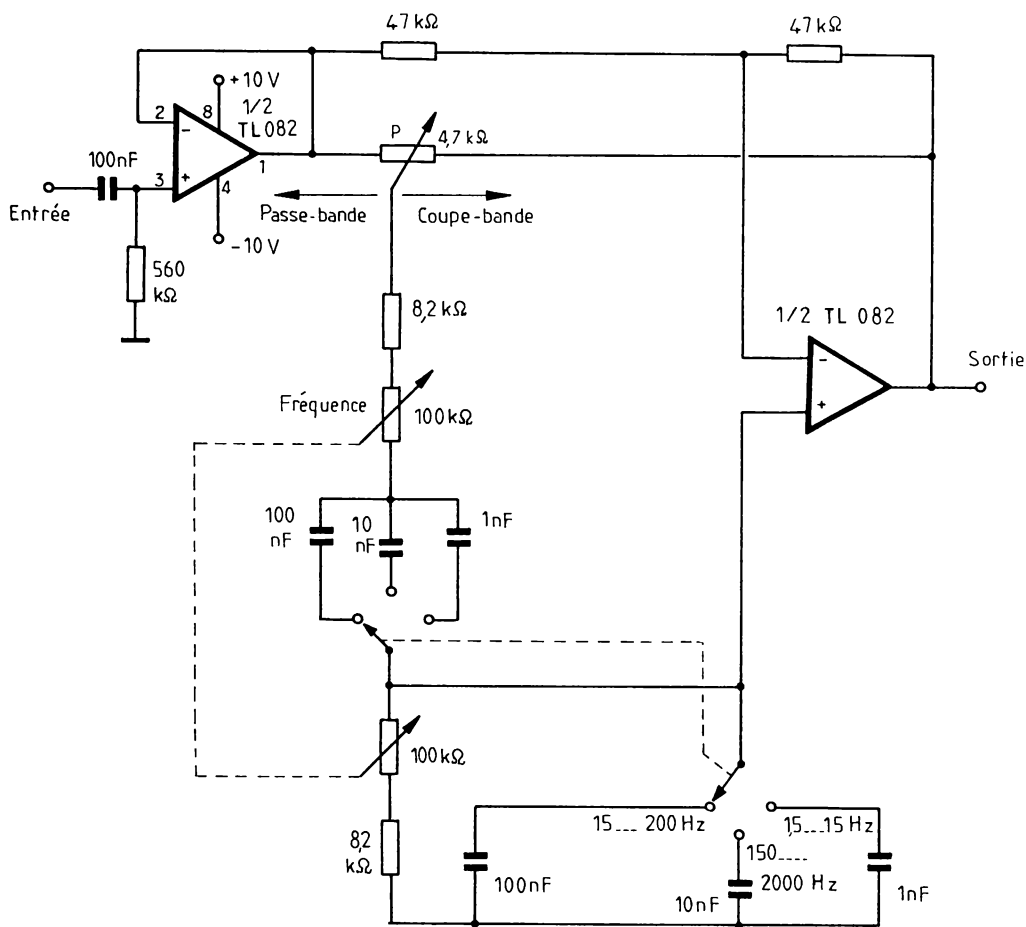 47 kΩ
47 kΩ
+10 V
1/2
TL 082
2
8
-
P
4,7 kΩ
100nF
1
3
+
4
Entrée
Passe-bande
Coupe-bande
-10 V
560
kΩ
8,2 kΩ
1/2 TL 082
-
Sortie
Fréquence
100 kΩ
+
100
nF
10
nF
1nF
100 kΩ
15---200 Hz
1,5---15 Hz
8,2
kΩ
150----
2000 Hz
100nF
10nF
1nF